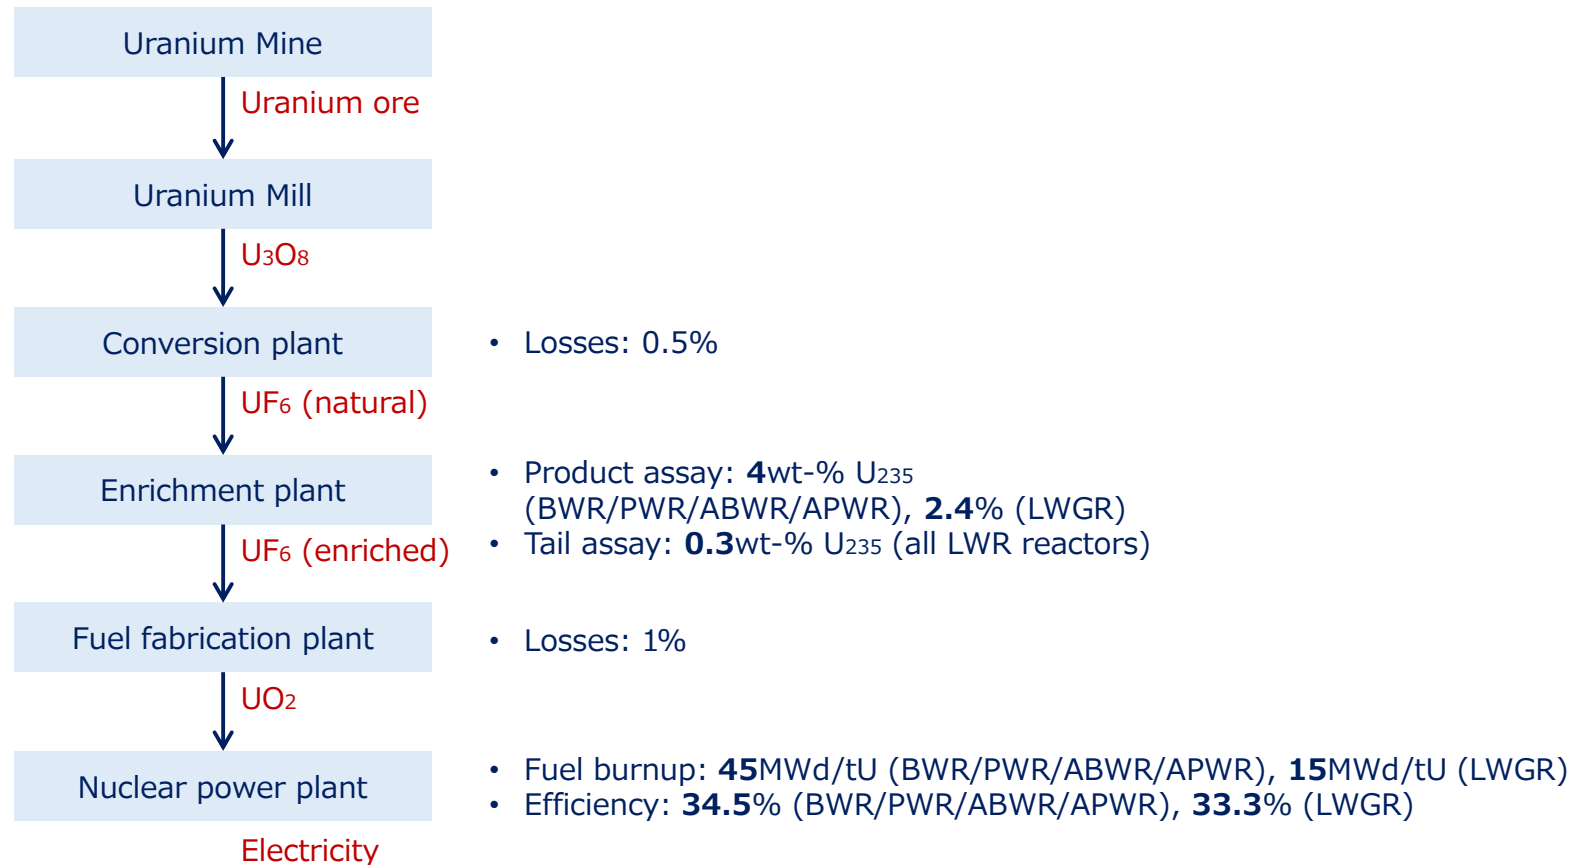 Uranium Mine
Uranium ore
Uranium Mill
U₃O₈
Conversion plant
• Losses: 0.5%
UF₆ (natural)
Enrichment plant
• Product assay: 4wt-% U₂₃₅
(BWR/PWR/ABWR/APWR), 2.4% (LWGR)
• Tail assay: 0.3wt-% U₂₃₅ (all LWR reactors)
UF₆ (enriched)
Fuel fabrication plant
• Losses: 1%
UO₂
Nuclear power plant
• Fuel burnup: 45MWd/tU (BWR/PWR/ABWR/APWR), 15MWd/tU (LWGR)
• Efficiency: 34.5% (BWR/PWR/ABWR/APWR), 33.3% (LWGR)
Electricity